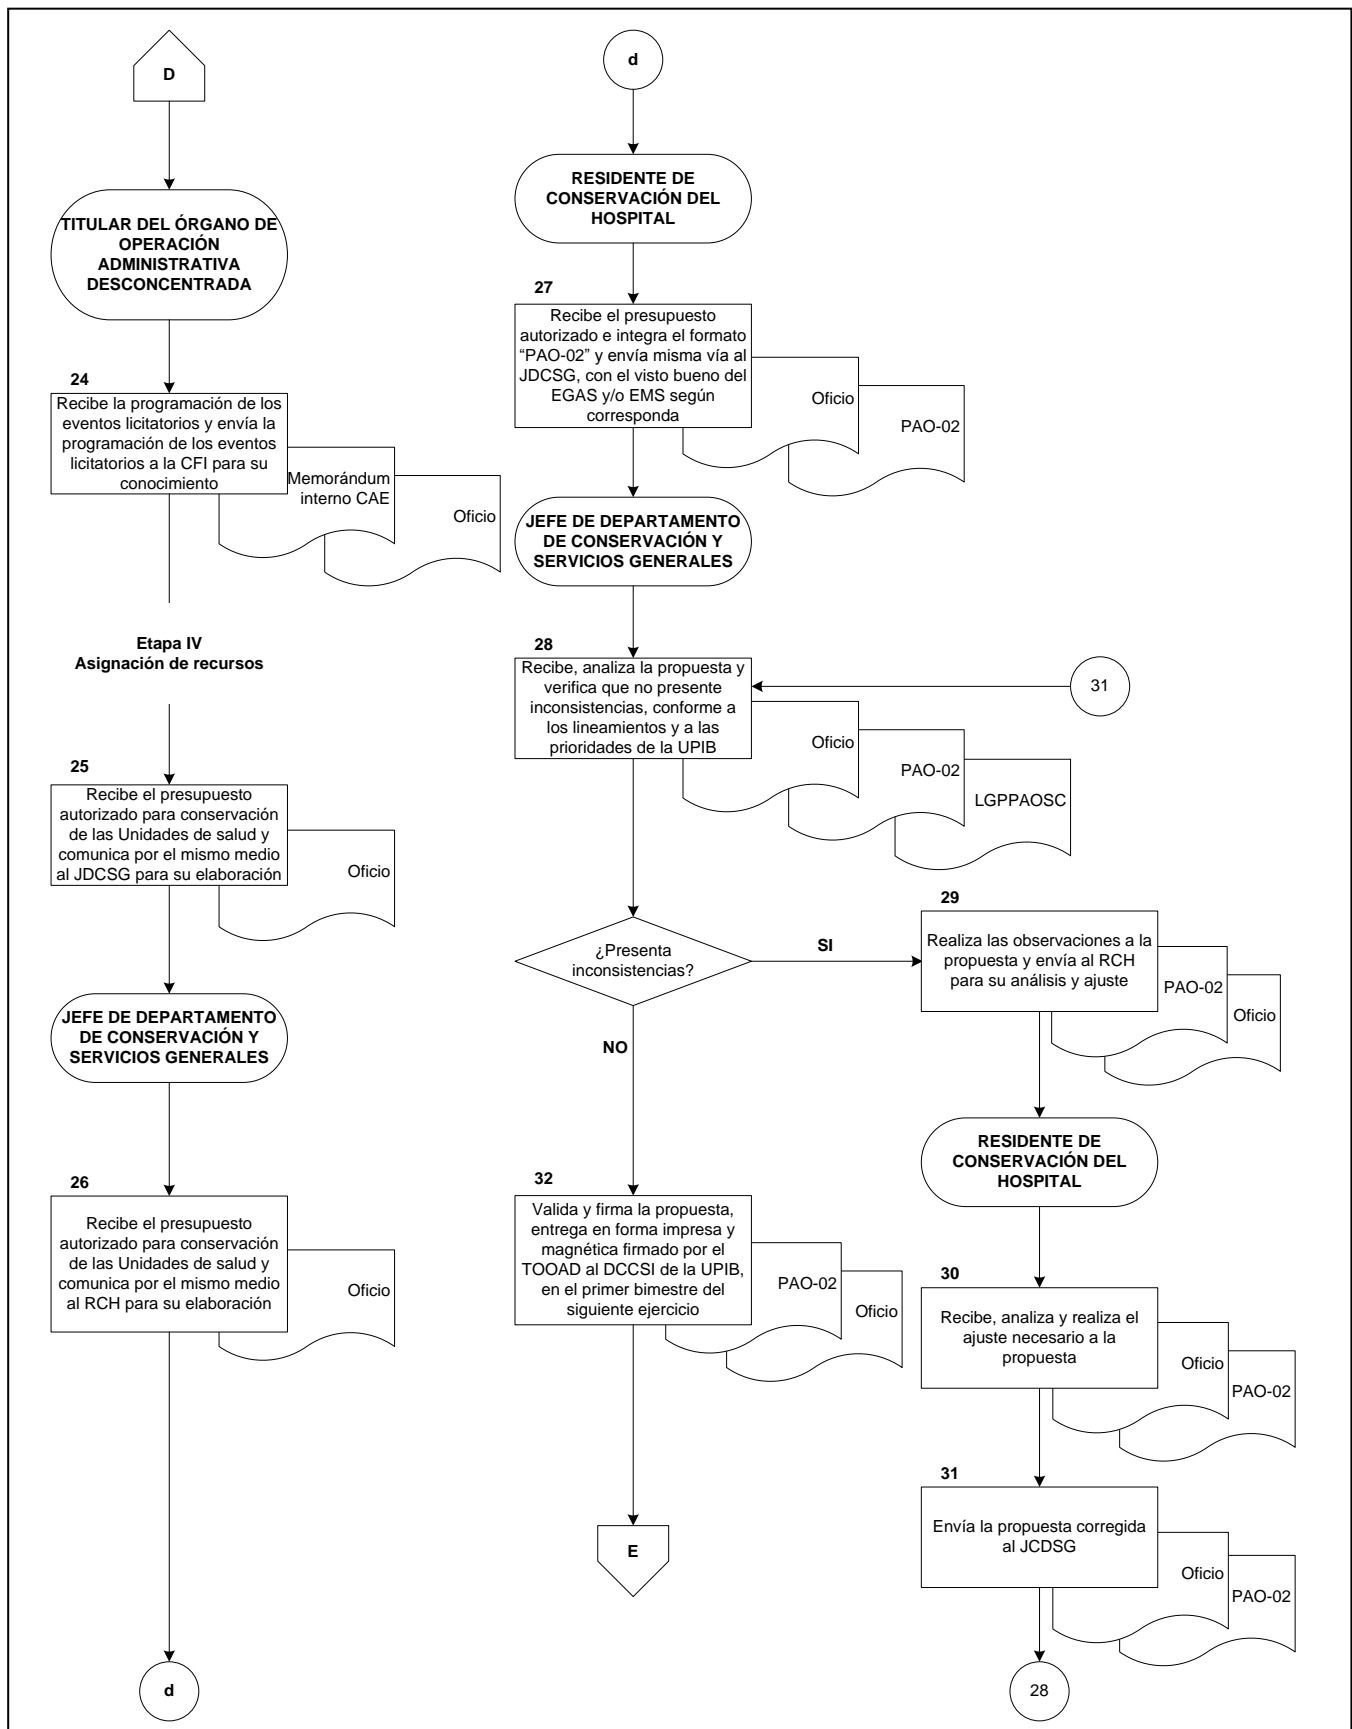 D
TITULAR DEL ÓRGANO DE
OPERACIÓN
ADMINISTRATIVA
DESCONCENTRADA
24
Recibe la programación de los
eventos licitatorios y envía la
programación de los eventos
licitatorios a la CFI para su
conocimiento
Memorándum
interno CAE
Oficio
Etapa IV
Asignación de recursos
25
Recibe el presupuesto
autorizado para conservación
de las Unidades de salud y
comunica por el mismo medio
al JDCSG para su elaboración
Oficio
JEFE DE DEPARTAMENTO
DE CONSERVACIÓN Y
SERVICIOS GENERALES
26
Recibe el presupuesto
autorizado para conservación
de las Unidades de salud y
comunica por el mismo medio
al RCH para su elaboración
Oficio
d
d
RESIDENTE DE
CONSERVACIÓN DEL
HOSPITAL
27
Recibe el presupuesto
autorizado e integra el formato
“PAO-02” y envía misma vía al
JDCSG, con el visto bueno del
EGAS y/o EMS según
corresponda
Oficio
PAO-02
JEFE DE DEPARTAMENTO
DE CONSERVACIÓN Y
SERVICIOS GENERALES
28
Recibe, analiza la propuesta y
verifica que no presente
inconsistencias, conforme a
los lineamientos y a las
prioridades de la UPIB
Oficio
PAO-02
LGPPAOSC
31
¿Presenta
inconsistencias?
SI
NO
29
Realiza las observaciones a la
propuesta y envía al RCH
para su análisis y ajuste
PAO-02
Oficio
RESIDENTE DE
CONSERVACIÓN DEL
HOSPITAL
30
Recibe, analiza y realiza el
ajuste necesario a la
propuesta
Oficio
PAO-02
31
Envía la propuesta corregida
al JCDSG
Oficio
PAO-02
28
32
Valida y firma la propuesta,
entrega en forma impresa y
magnética firmado por el
TOOAD al DCCSI de la UPIB,
en el primer bimestre del
siguiente ejercicio
PAO-02
Oficio
E